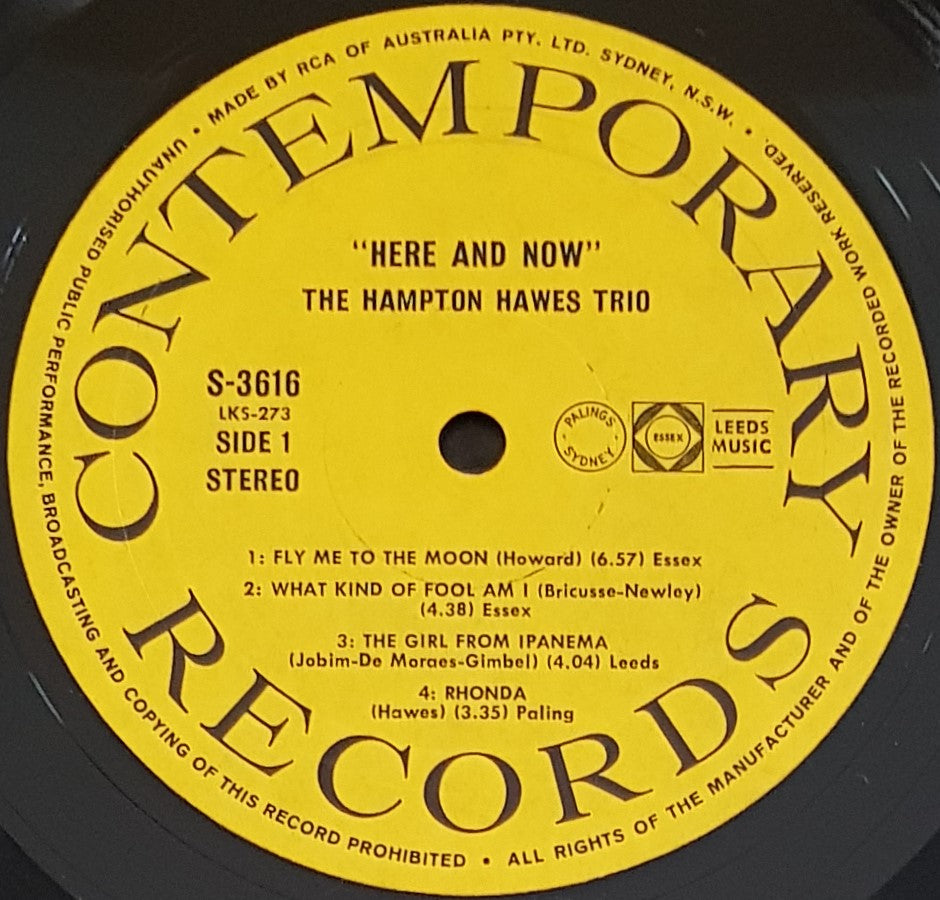 MADE BY RCA OF AUSTRALIA PTY. LTD. SYDNEY, N.S.W. •
CONTEMPORARY
"HERE AND NOW"
THE HAMPTON HAWES TRIO
S-3616
LKS-273
SIDE 1
STEREO
PALINGS SYDNEY
ESSEX
LEEDS
MUSIC
1: FLY ME TO THE MOON (Howard) (6.57) Essex
2: WHAT KIND OF FOOL AM I (Bricusse-Newley)
(4.38) Essex
3: THE GIRL FROM IPANEMA
(Jobim-De Moraes-Gimbel) (4.04) Leeds
4: RHONDA
(Hawes) (3.35) Paling
RECORDS
UNAUTHORISED PUBLIC PERFORMANCE, BROADCASTING AND COPYING OF THIS RECORD PROHIBITED • ALL RIGHTS OF THE MANUFACTURER AND OF THE OWNER OF THE RECORDED WORK RESERVED. •